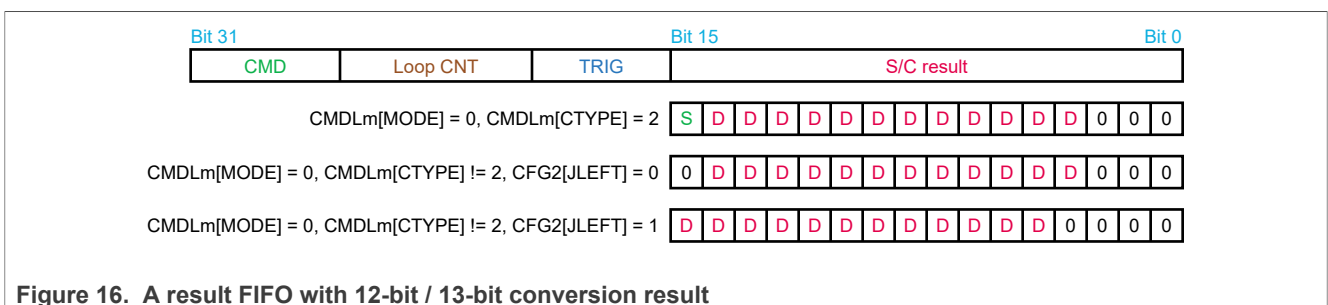 Bit 31 Bit 15 Bit 0
CMD Loop CNT TRIG S/C result
CMDLm[MODE] = 0, CMDLm[CTYPE] = 2 S D D D D D D D D D D D D 0 0 0
CMDLm[MODE] = 0, CMDLm[CTYPE] != 2, CFG2[JLEFT] = 0 0 D D D D D D D D D D D D 0 0 0
CMDLm[MODE] = 0, CMDLm[CTYPE] != 2, CFG2[JLEFT] = 1 D D D D D D D D D D D D 0 0 0 0
Figure 16. A result FIFO with 12-bit / 13-bit conversion result